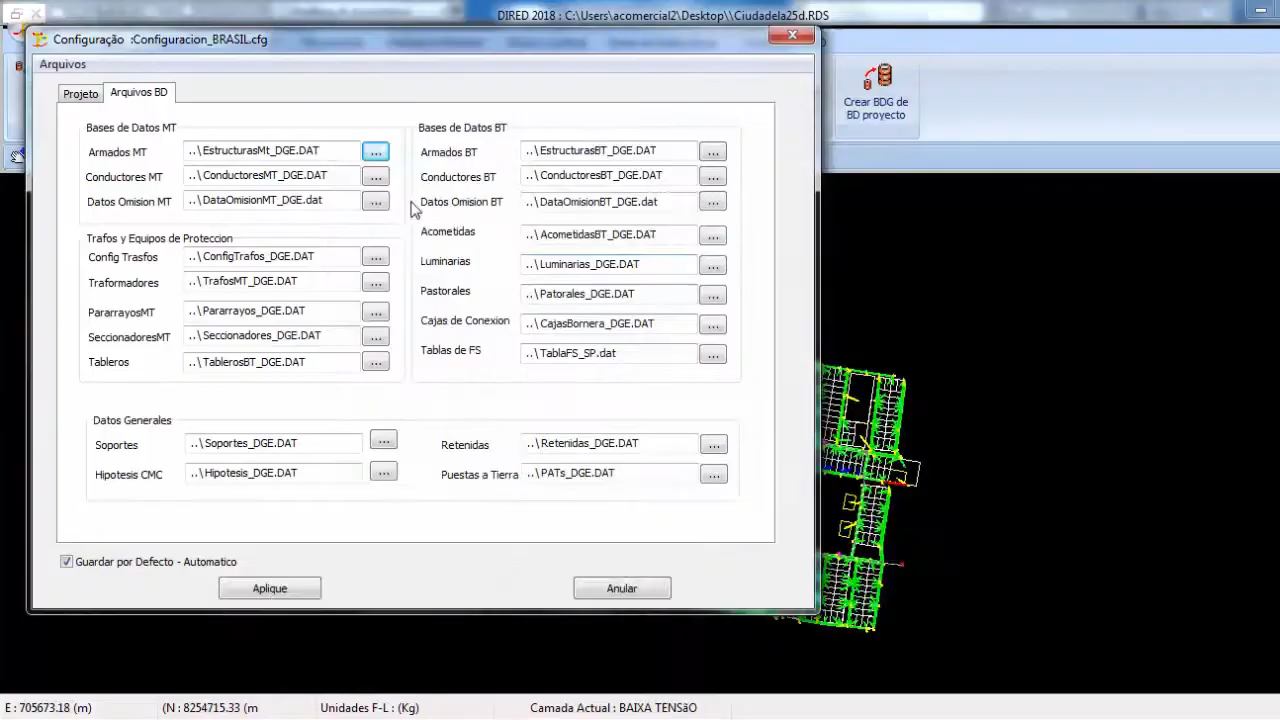 DIRED 2018 : C:\Users\acomercial2\Desktop\\Ciudadela25d.RDS
Configuração :Configuracion_BRASIL.cfg
Arquivos
Projeto
Arquivos BD
Bases de Datos MT
Armados MT ..\EstructurasMt_DGE.DAT ...
Conductores MT ..\ConductoresMT_DGE.DAT ...
Datos Omision MT ..\DataOmisionMT_DGE.dat ...
Trafos y Equipos de Proteccion
Config Trasfos ..\ConfigTrafos_DGE.DAT ...
Traformadores ..\TrafosMT_DGE.DAT ...
PararrayosMT ..\Pararrayos_DGE.DAT ...
SeccionadoresMT ..\Seccionadores_DGE.DAT ...
Tableros ..\TablerosBT_DGE.DAT ...
Bases de Datos BT
Armados BT ..\EstructurasBT_DGE.DAT ...
Conductores BT ..\ConductoresBT_DGE.DAT ...
Datos Omision BT ..\DataOmisionBT_DGE.dat ...
Acometidas ..\AcometidasBT_DGE.DAT ...
Luminarias ..\Luminarias_DGE.DAT ...
Pastorales ..\Patorales_DGE.DAT ...
Cajas de Conexion ..\CajasBornera_DGE.DAT ...
Tablas de FS ..\TablaFS_SP.dat ...
Datos Generales
Soportes ..\Soportes_DGE.DAT ...
Hipotesis CMC ..\Hipotesis_DGE.DAT ...
Retenidas ..\Retenidas_DGE.DAT ...
Puestas a Tierra ..\PATs_DGE.DAT ...
Guardar por Defecto - Automatico
Aplique
Anular
Crear BDG de
BD proyecto
E : 705673.18 (m)
(N : 8254715.33 (m
Unidades F-L : (Kg)
Camada Actual : BAIXA TENSãO